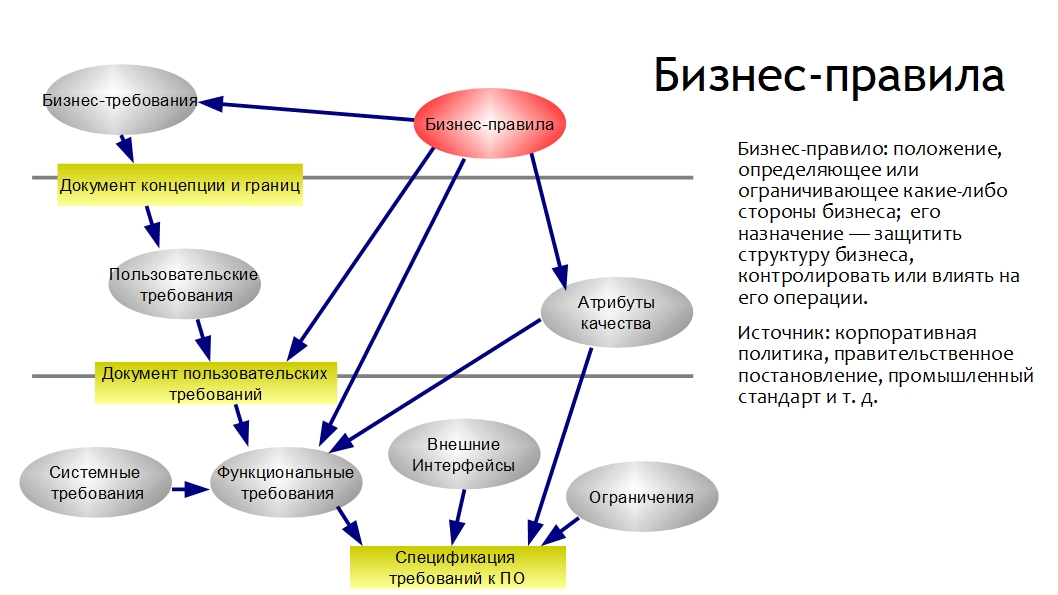 Бизнес-правила
Бизнес-требования
Бизнес-правила
Документ концепции и границ
Пользовательские
требования
Атрибуты
качества
Документ пользовательских
требований
Системные
требования
Функциональные
требования
Внешние
Интерфейсы
Ограничения
Спецификация
требований к ПО
Бизнес-правило: положение,
определяющее или
ограничивающее какие-либо
стороны бизнеса; его
назначение — защитить
структуру бизнеса,
контролировать или влиять на
его операции.
Источник: корпоративная
политика, правительственное
постановление, промышленный
стандарт и т. д.